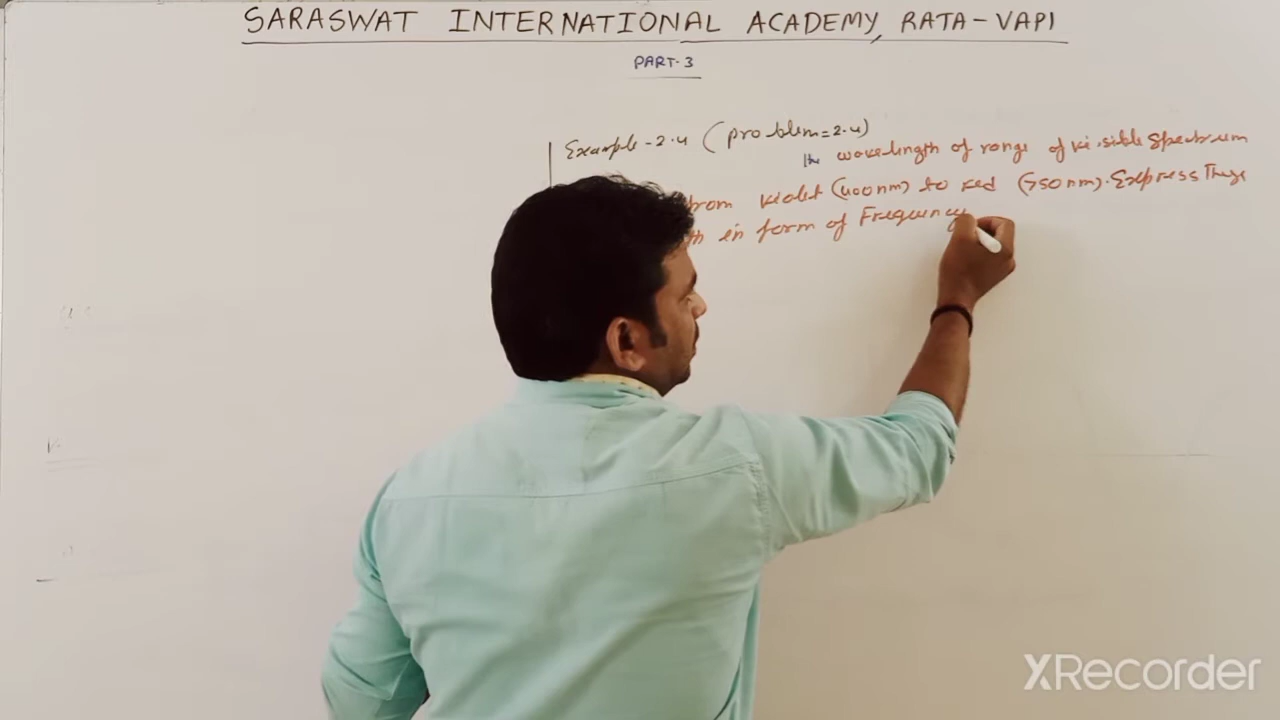 SARASWAT INTERNATIONAL ACADEMY, RATA-VAPI
PART-3
Example-2.4 (problem=2.4)
the wavelength of range of visible spectrum
from violet (400nm) to red (750nm). Express These
th in form of Frequency
XRecorder